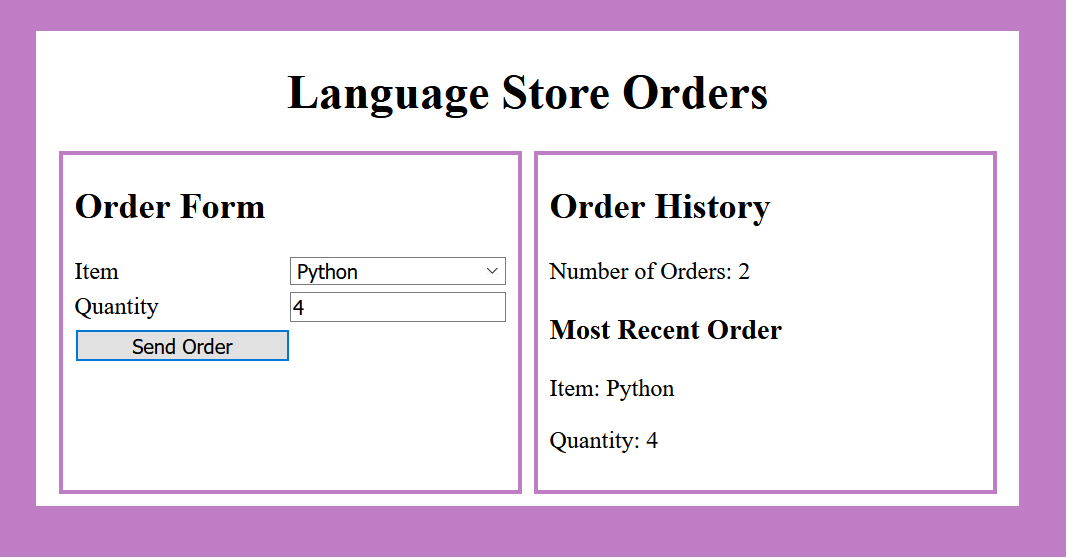 Language Store Orders
Order Form
Item Python
Quantity 4
Send Order
Order History
Number of Orders: 2
Most Recent Order
Item: Python
Quantity: 4